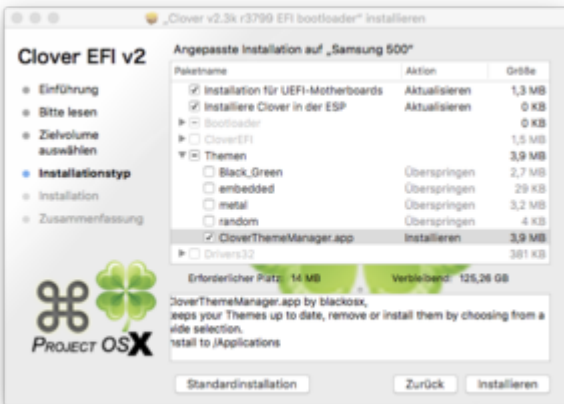 „Clover v2.3k r3799 EFI bootloader“ installieren
Clover EFI v2
Angepasste Installation auf „Samsung 500“
Paketname Aktion Größe
Einführung
Bitte lesen
Zielvolume
auswählen
Installationstyp
Installation
Zusammenfassung
Installation für UEFI-Motherboards Aktualisieren 1,3 MB
Installiere Clover in der ESP Aktualisieren 0 KB
Bootloader 0 KB
CloverEFI 1,5 MB
Themen 3,9 MB
Black_Green Überspringen 2,7 MB
embedded Überspringen 29 KB
metal Überspringen 3,2 MB
random Überspringen 4 KB
CloverThemeManager.app Installieren 3,9 MB
Drivers32 381 KB
Erforderlicher Platz: 14 MB Verbleibend: 125,26 GB
CloverThemeManager.app by blackosx,
keeps your Themes up to date, remove or install them by choosing from a
wide selection.
Install to /Applications
PROJECT OSX
Standardinstallation Zurück Installieren